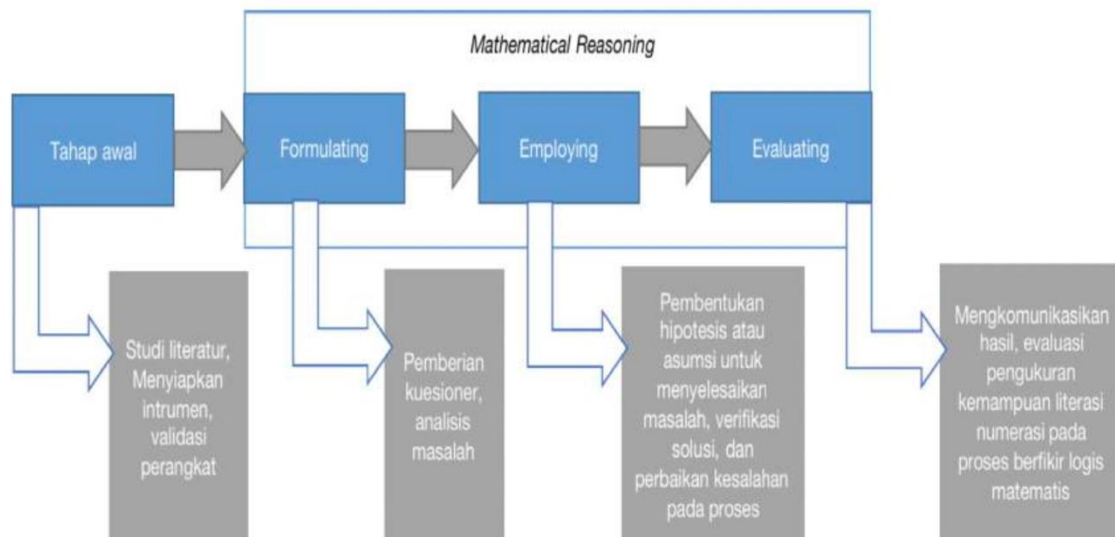 Mathematical Reasoning
Tahap awal
Formulating
Employing
Evaluating
Studi literatur,
Menyiapkan
intrumen,
validasi
perangkat
Pemberian
kuesioner,
analisis
masalah
Pembentukan
hipotesis atau
asumsi untuk
menyelesaikan
masalah, verifikasi
solusi, dan
perbaikan kesalahan
pada proses
Mengkomunikasikan
hasil, evaluasi
pengukuran
kemampuan literasi
numerasi pada
proses berfikir logis
matematis